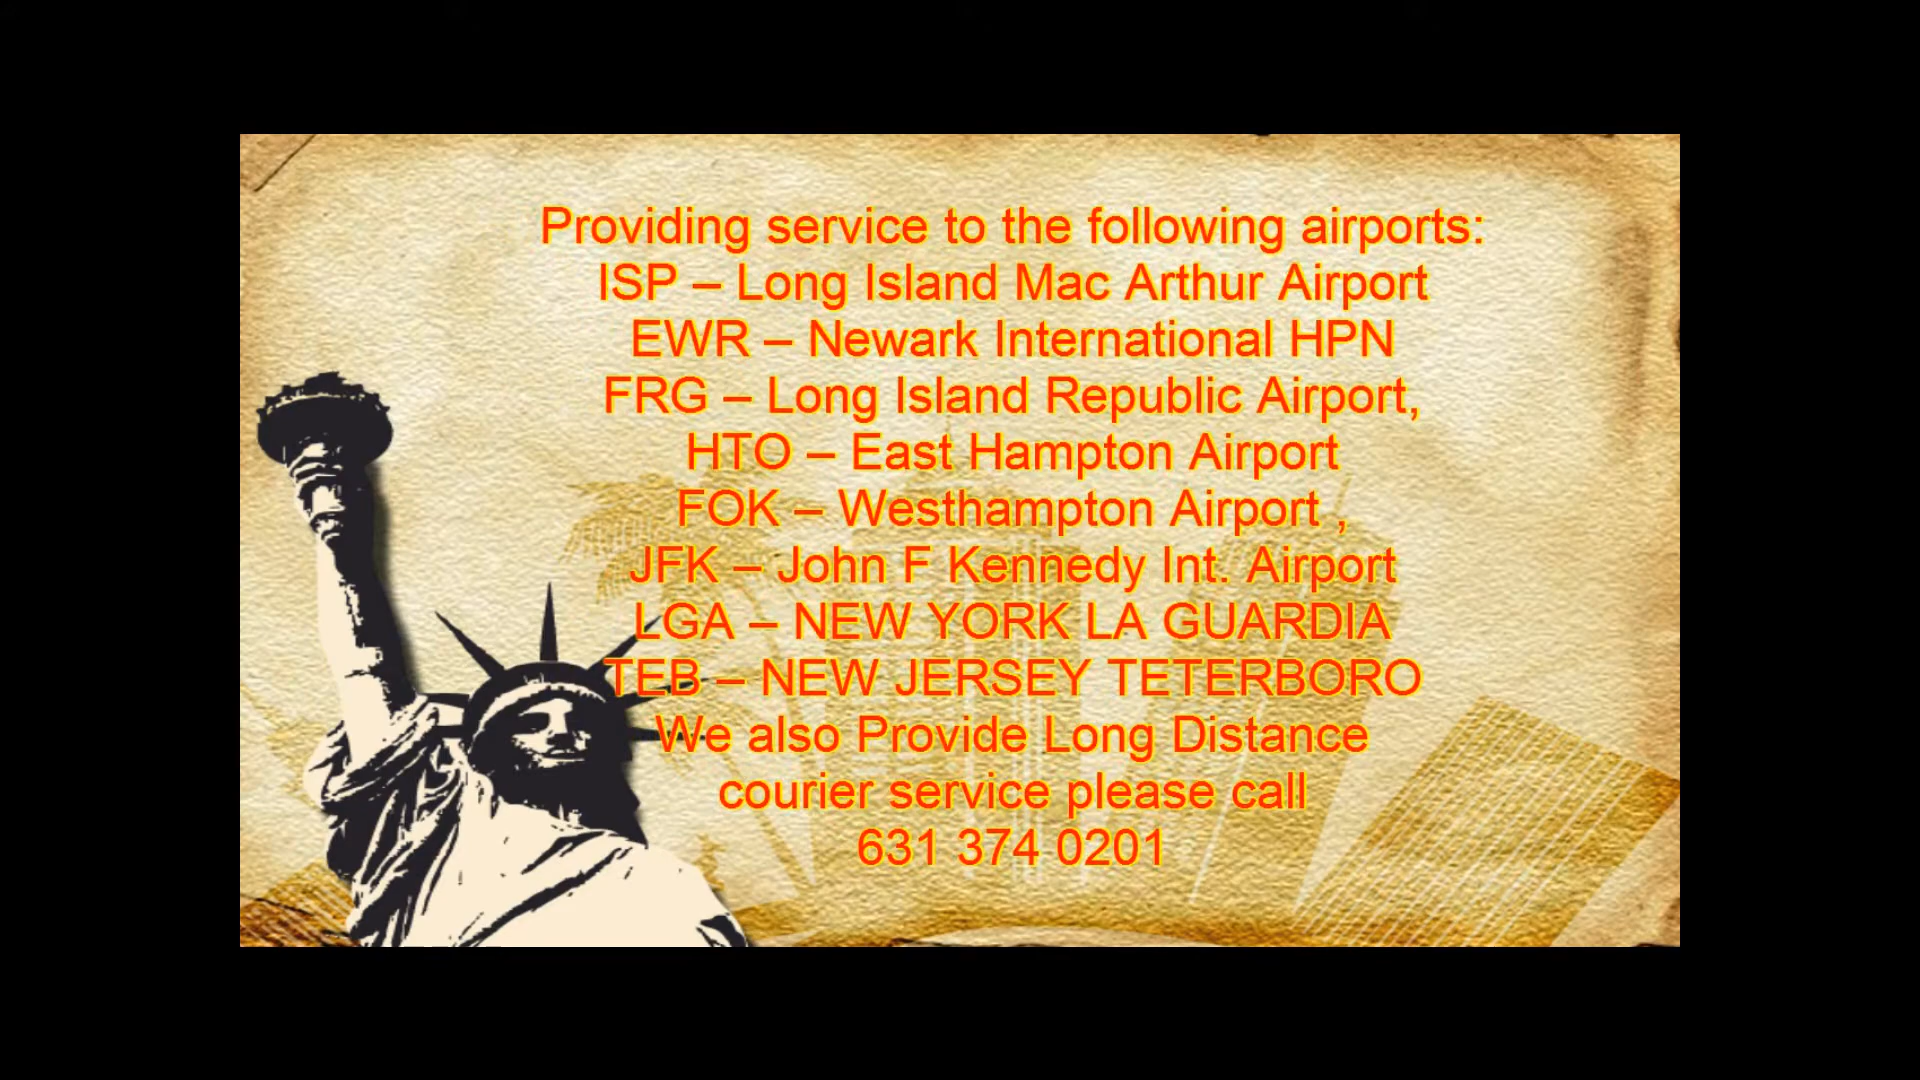 Providing service to the following airports:
ISP – Long Island Mac Arthur Airport
EWR – Newark International HPN
FRG – Long Island Republic Airport,
HTO – East Hampton Airport
FOK – Westhampton Airport ,
JFK – John F Kennedy Int. Airport
LGA – NEW YORK LA GUARDIA
TEB – NEW JERSEY TETERBORO
We also Provide Long Distance
courier service please call
631 374 0201